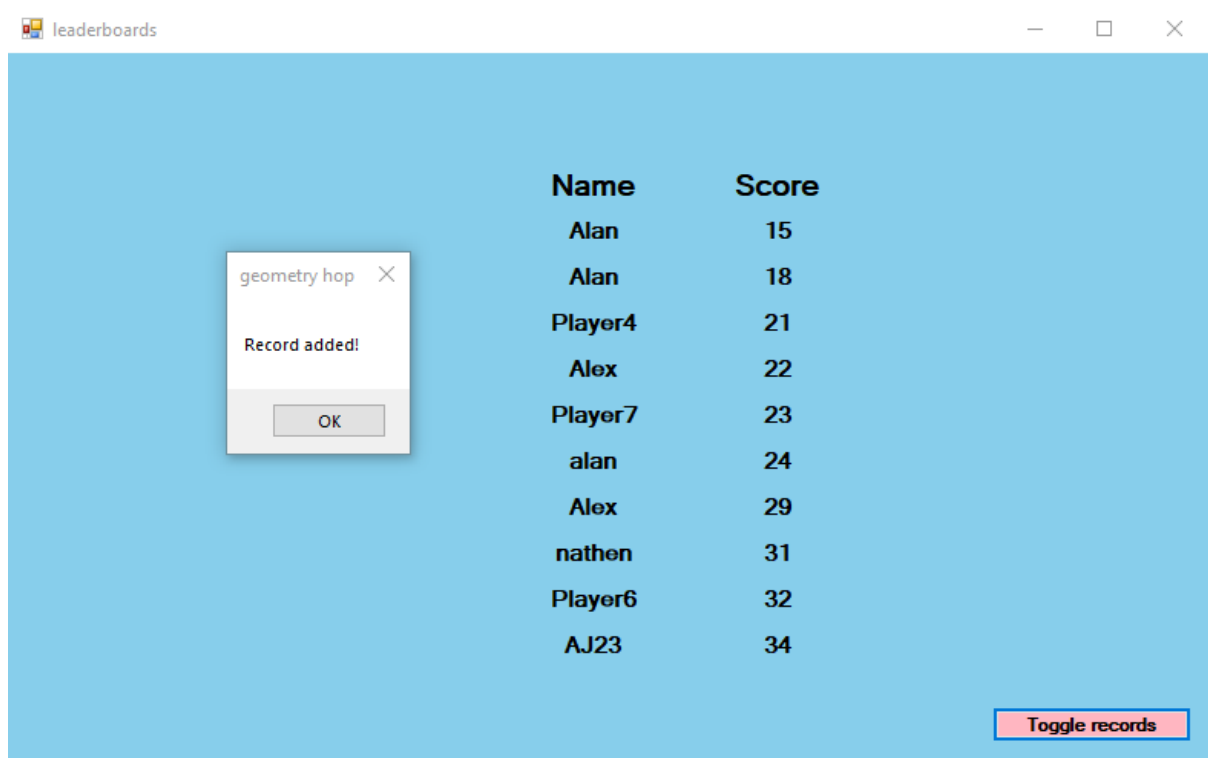 leaderboards
Name Score
Alan 15
Alan 18
Player4 21
Alex 22
Player7 23
alan 24
Alex 29
nathen 31
Player6 32
AJ23 34
geometry hop
Record added!
OK
Toggle records